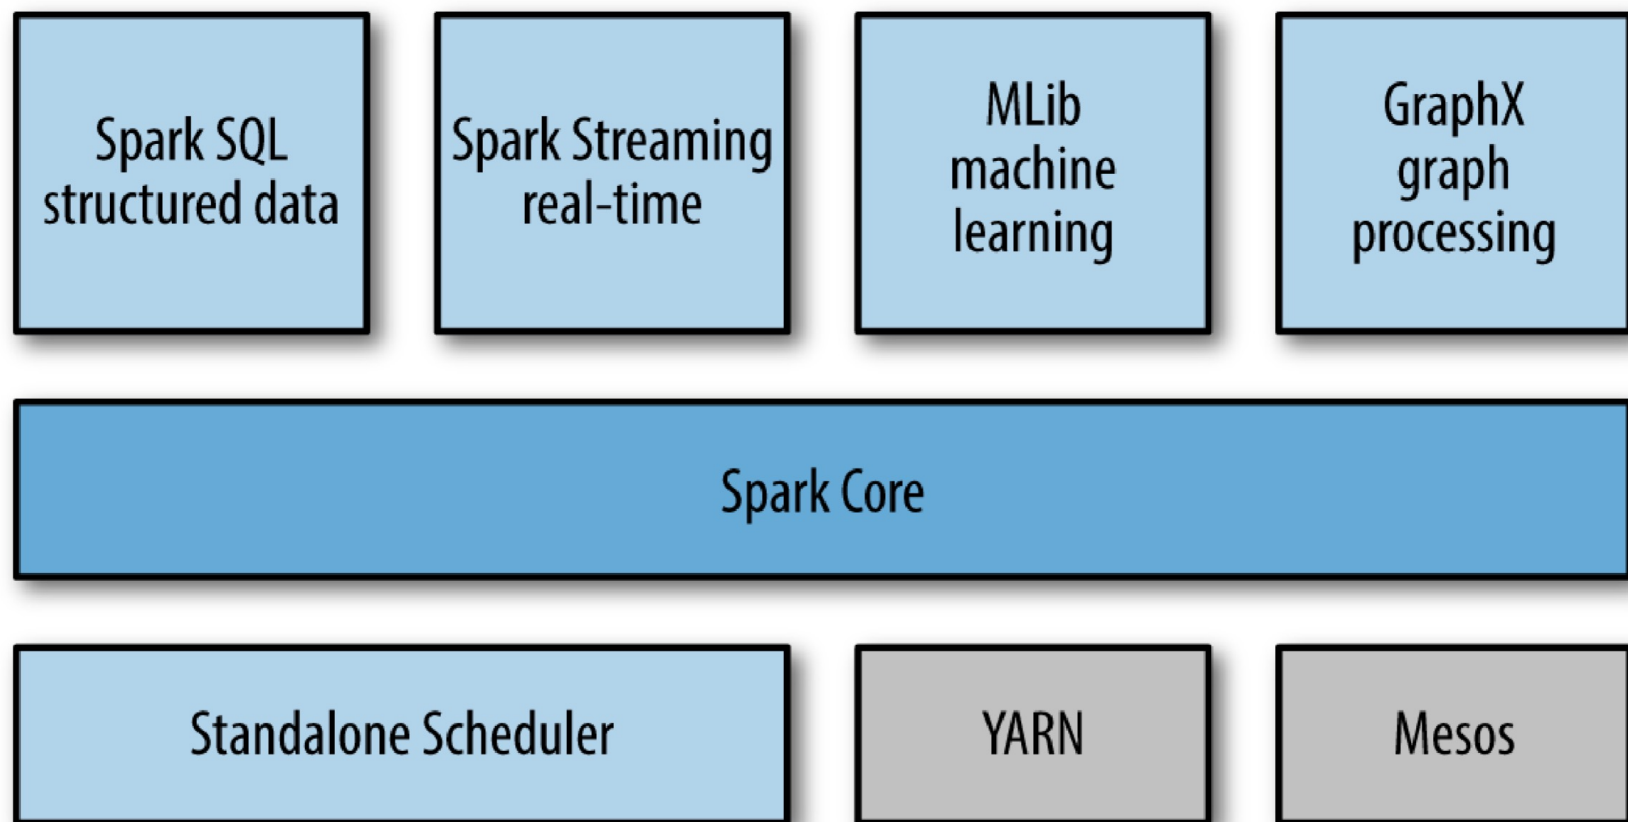 Spark SQL
structured data
Spark Streaming
real-time
MLib
machine
learning
GraphX
graph
processing
Spark Core
Standalone Scheduler
YARN
Mesos